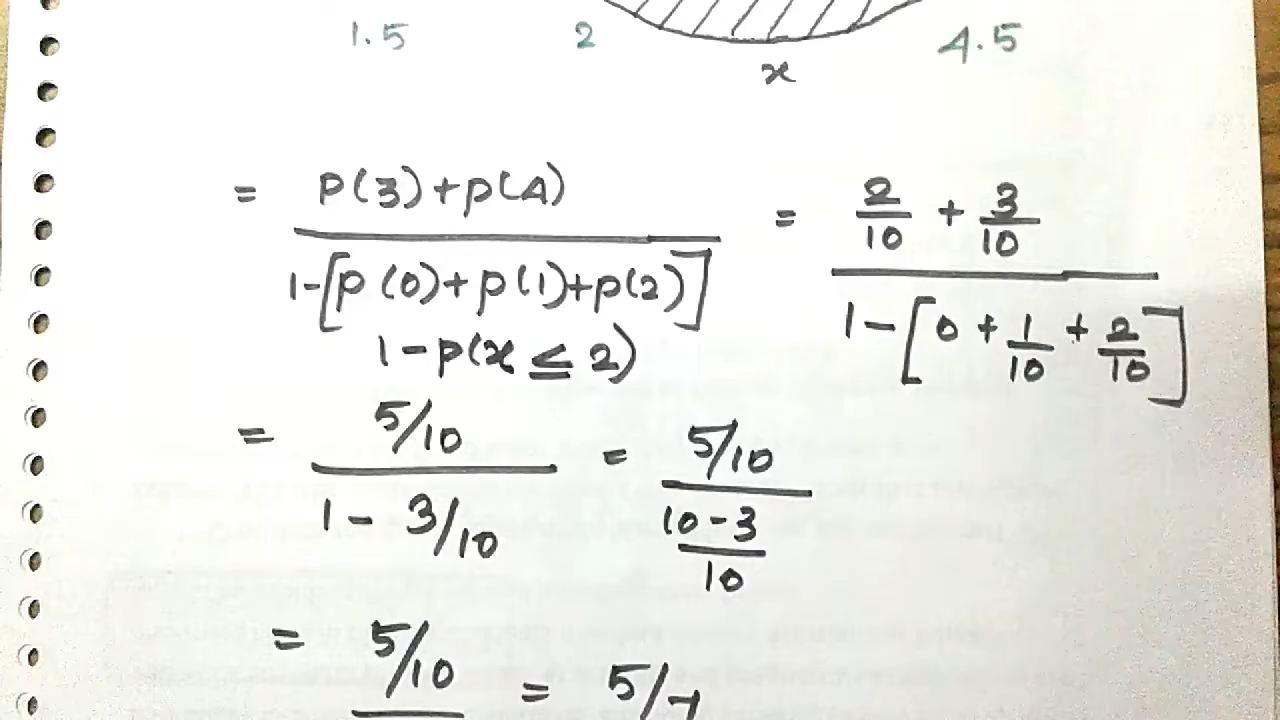 1.5 2 x 4.5
= P(3)+P(4) / 1-[P(0)+P(1)+P(2)] = 2/10 + 3/10 / 1-[0+1/10+2/10]
1-P(x ≤ 2)
= 5/10 / 1-3/10 = 5/10 / 10-3/10
= 5/10 = 5/7